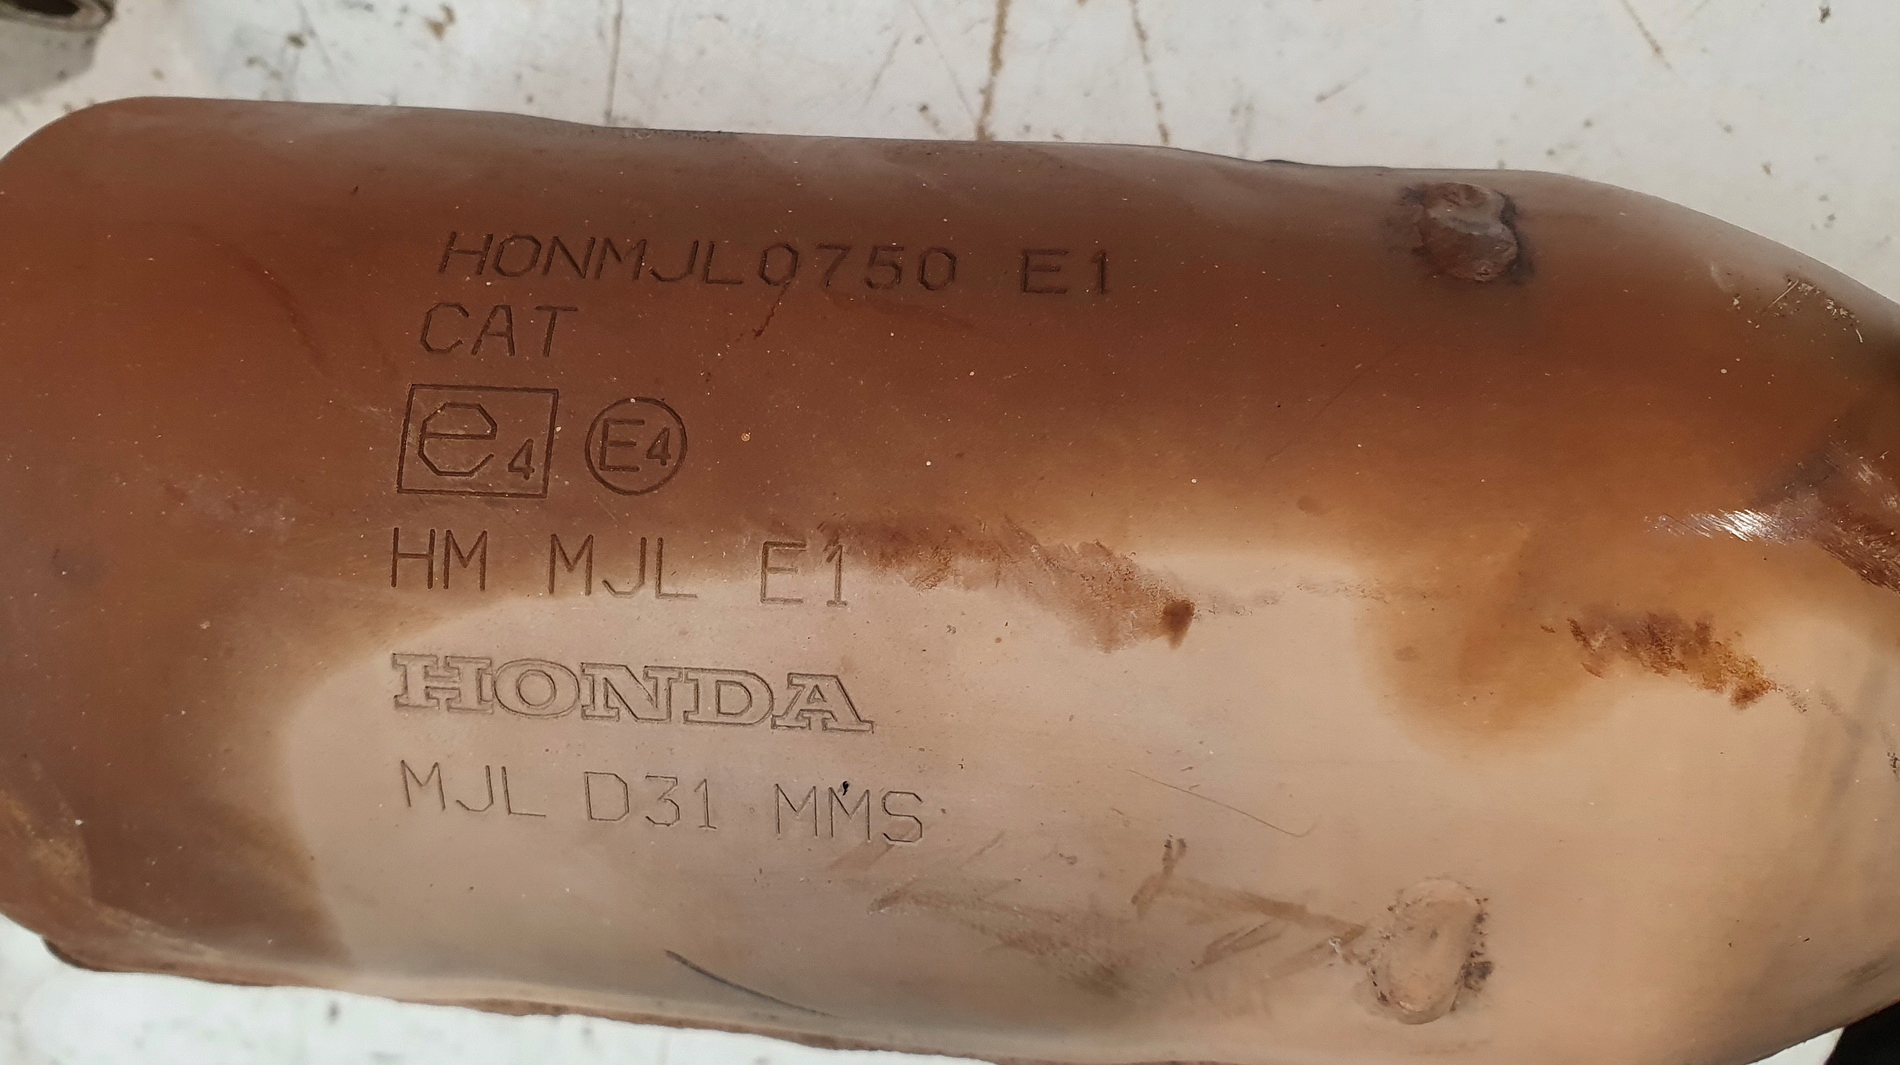 HONMJL0750 E1
CAT
e4 E4
HM MJL E1
HONDA
MJL D31 MMS